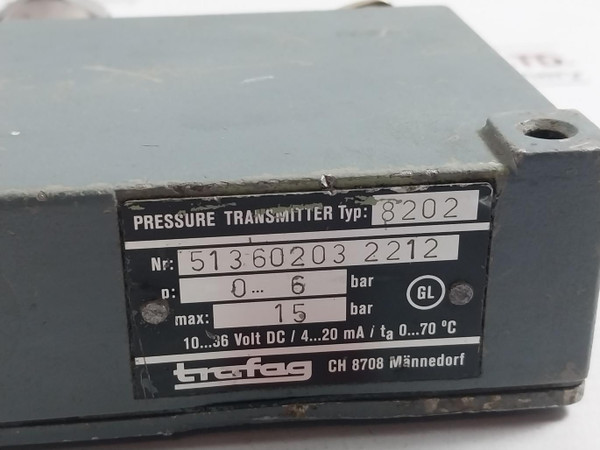 PRESSURE TRANSMITTER Typ: 8202
Nr: 51360203 2212
p: 0... 6 bar
GL
max: 15 bar
10...36 Volt DC / 4...20 mA / ta 0...70 °C
trafag CH 8708 Männedorf